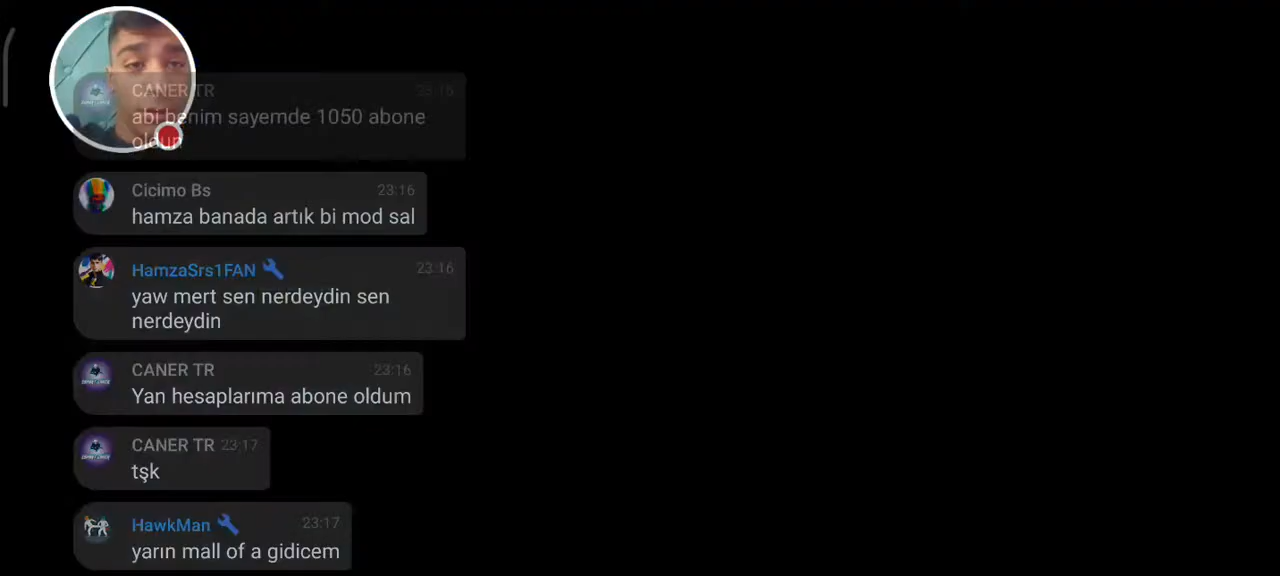 CANER TR 23:16
abi benim sayemde 1050 abone
oldun
Cicimo Bs 23:16
hamza banada artık bi mod sal
HamzaSrs1FAN 23:16
yaw mert sen nerdeydin sen
nerdeydin
CANER TR 23:16
Yan hesaplarıma abone oldum
CANER TR 23:17
tşk
HawkMan 23:17
yarın mall of a gidicem